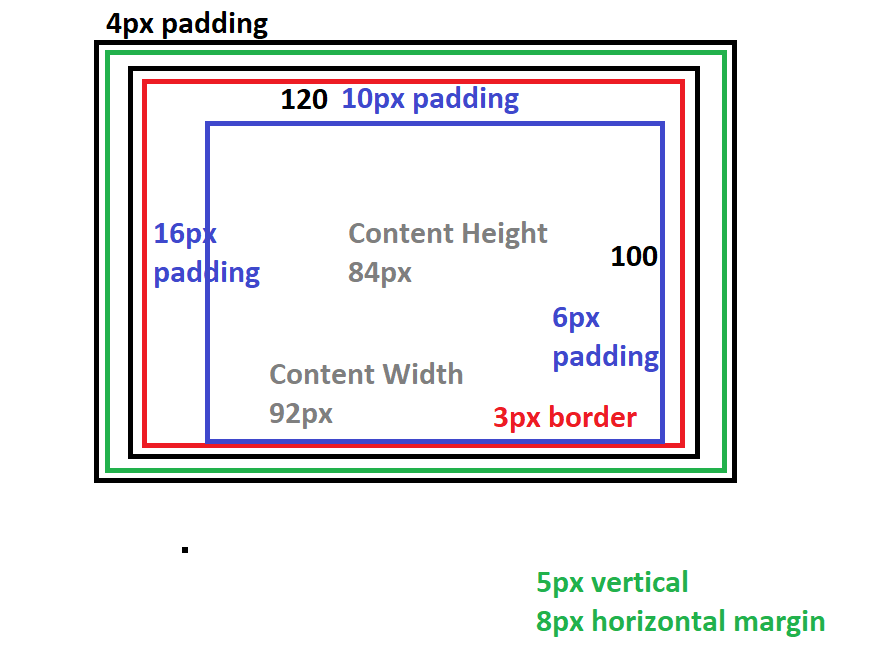 4px padding
120 10px padding
16px
padding
Content Height
84px
100
6px
padding
Content Width
92px
3px border
5px vertical
8px horizontal margin